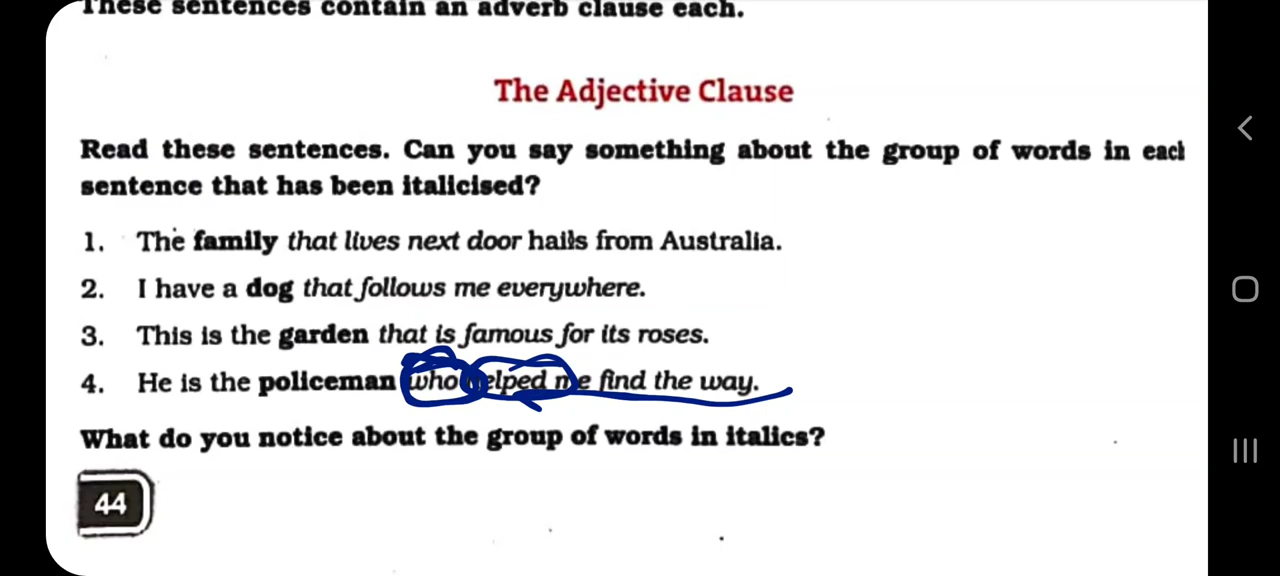 These sentences contain an adverb clause each.
The Adjective Clause
Read these sentences. Can you say something about the group of words in each
sentence that has been italicised?
1. The family that lives next door hails from Australia.
2. I have a dog that follows me everywhere.
3. This is the garden that is famous for its roses.
4. He is the policeman who helped me find the way.
What do you notice about the group of words in italics?
44